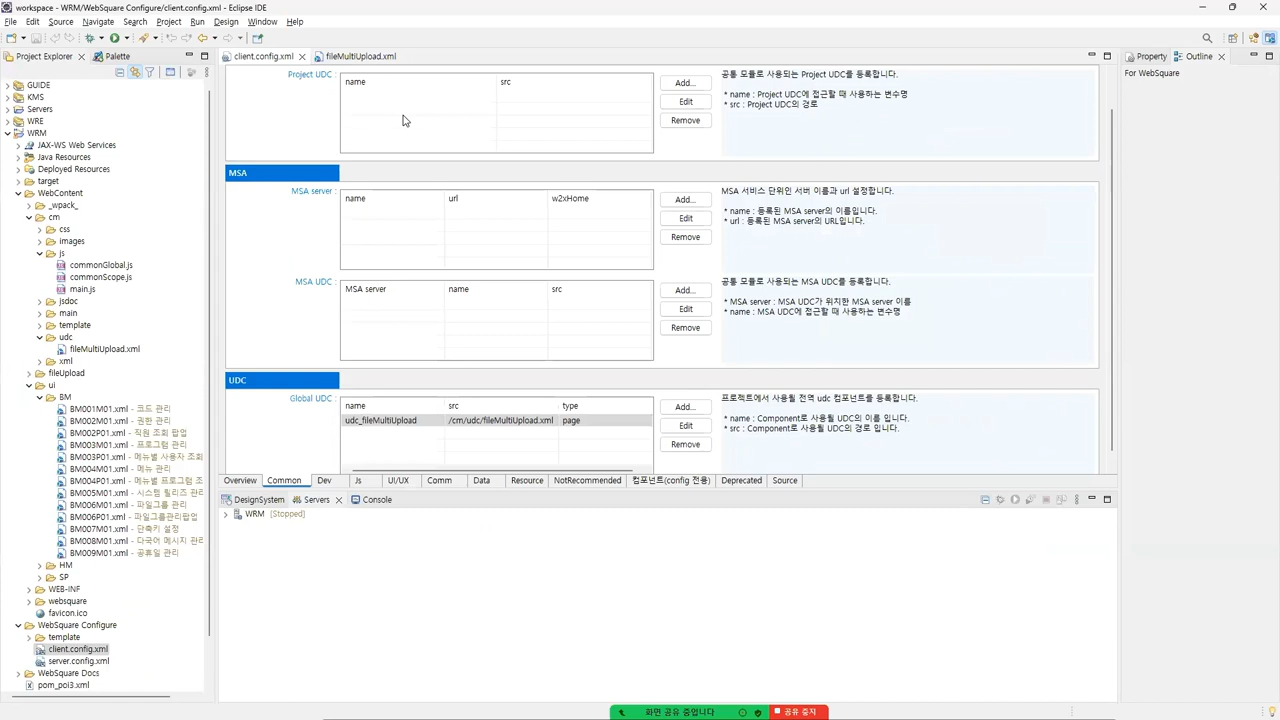 workspace - WRM/WebSquare Configure/client.config.xml - Eclipse IDE
File Edit Source Navigate Search Project Run Design Window Help
Project Explorer Palette
client.config.xml fileMultiUpload.xml
Property Outline
For WebSquare
GUIDE
KMS
Servers
WRE
WRM
JAX-WS Web Services
Java Resources
Deployed Resources
target
WebContent
_wpack_
cm
css
images
js
commonGlobal.js
commonScope.js
main.js
jsdoc
main
template
udc
fileMultiUpload.xml
xml
fileUpload
ui
BM
BM001M01.xml - 코드 관리
BM002M01.xml - 권한 관리
BM002P01.xml - 직원 조회 팝업
BM003M01.xml - 프로그램 관리
BM003P01.xml - 메뉴별 사용자 조회
BM004M01.xml - 메뉴 관리
BM004P01.xml - 메뉴별 프로그램 조
BM005M01.xml - 시스템 릴리즈 관리
BM006M01.xml - 파일그룹 관리
BM006P01.xml - 파일그룹관리팝업
BM007M01.xml - 단축키 설정
BM008M01.xml - 다국어 메시지 관리
BM009M01.xml - 공휴일 관리
HM
SP
WEB-INF
websquare
favicon.ico
WebSquare Configure
template
client.config.xml
server.config.xml
WebSquare Docs
pom_poi3.xml
Project UDC :
name src
Add...
Edit
Remove
공통 모듈로 사용되는 Project UDC를 등록합니다.
* name : Project UDC에 접근할 때 사용하는 변수명
* src : Project UDC의 경로
MSA
MSA server :
name url w2xHome
Add...
Edit
Remove
MSA 서비스 단위인 서버 이름과 url 설정합니다.
* name : 등록된 MSA server의 이름입니다.
* url : 등록된 MSA server의 URL입니다.
MSA UDC :
MSA server name src
Add...
Edit
Remove
공통 모듈로 사용되는 MSA UDC를 등록합니다.
* MSA server : MSA UDC가 위치한 MSA server 이름
* name : MSA UDC에 접근할 때 사용하는 변수명
UDC
Global UDC :
name src type
udc_fileMultiUpload /cm/udc/fileMultiUpload.xml page
Add...
Edit
Remove
프로젝트에서 사용될 전역 udc 컴포넌트를 등록합니다.
* name : Component로 사용될 UDC의 이름 입니다.
* src : Component로 사용될 UDC의 경로 입니다.
Overview Common Dev Js UI/UX Comm Data Resource NotRecommended 컴포넌트(config 전용) Deprecated Source
DesignSystem Servers Console
WRM [Stopped]
화면 공유 중입니다 공유 중지